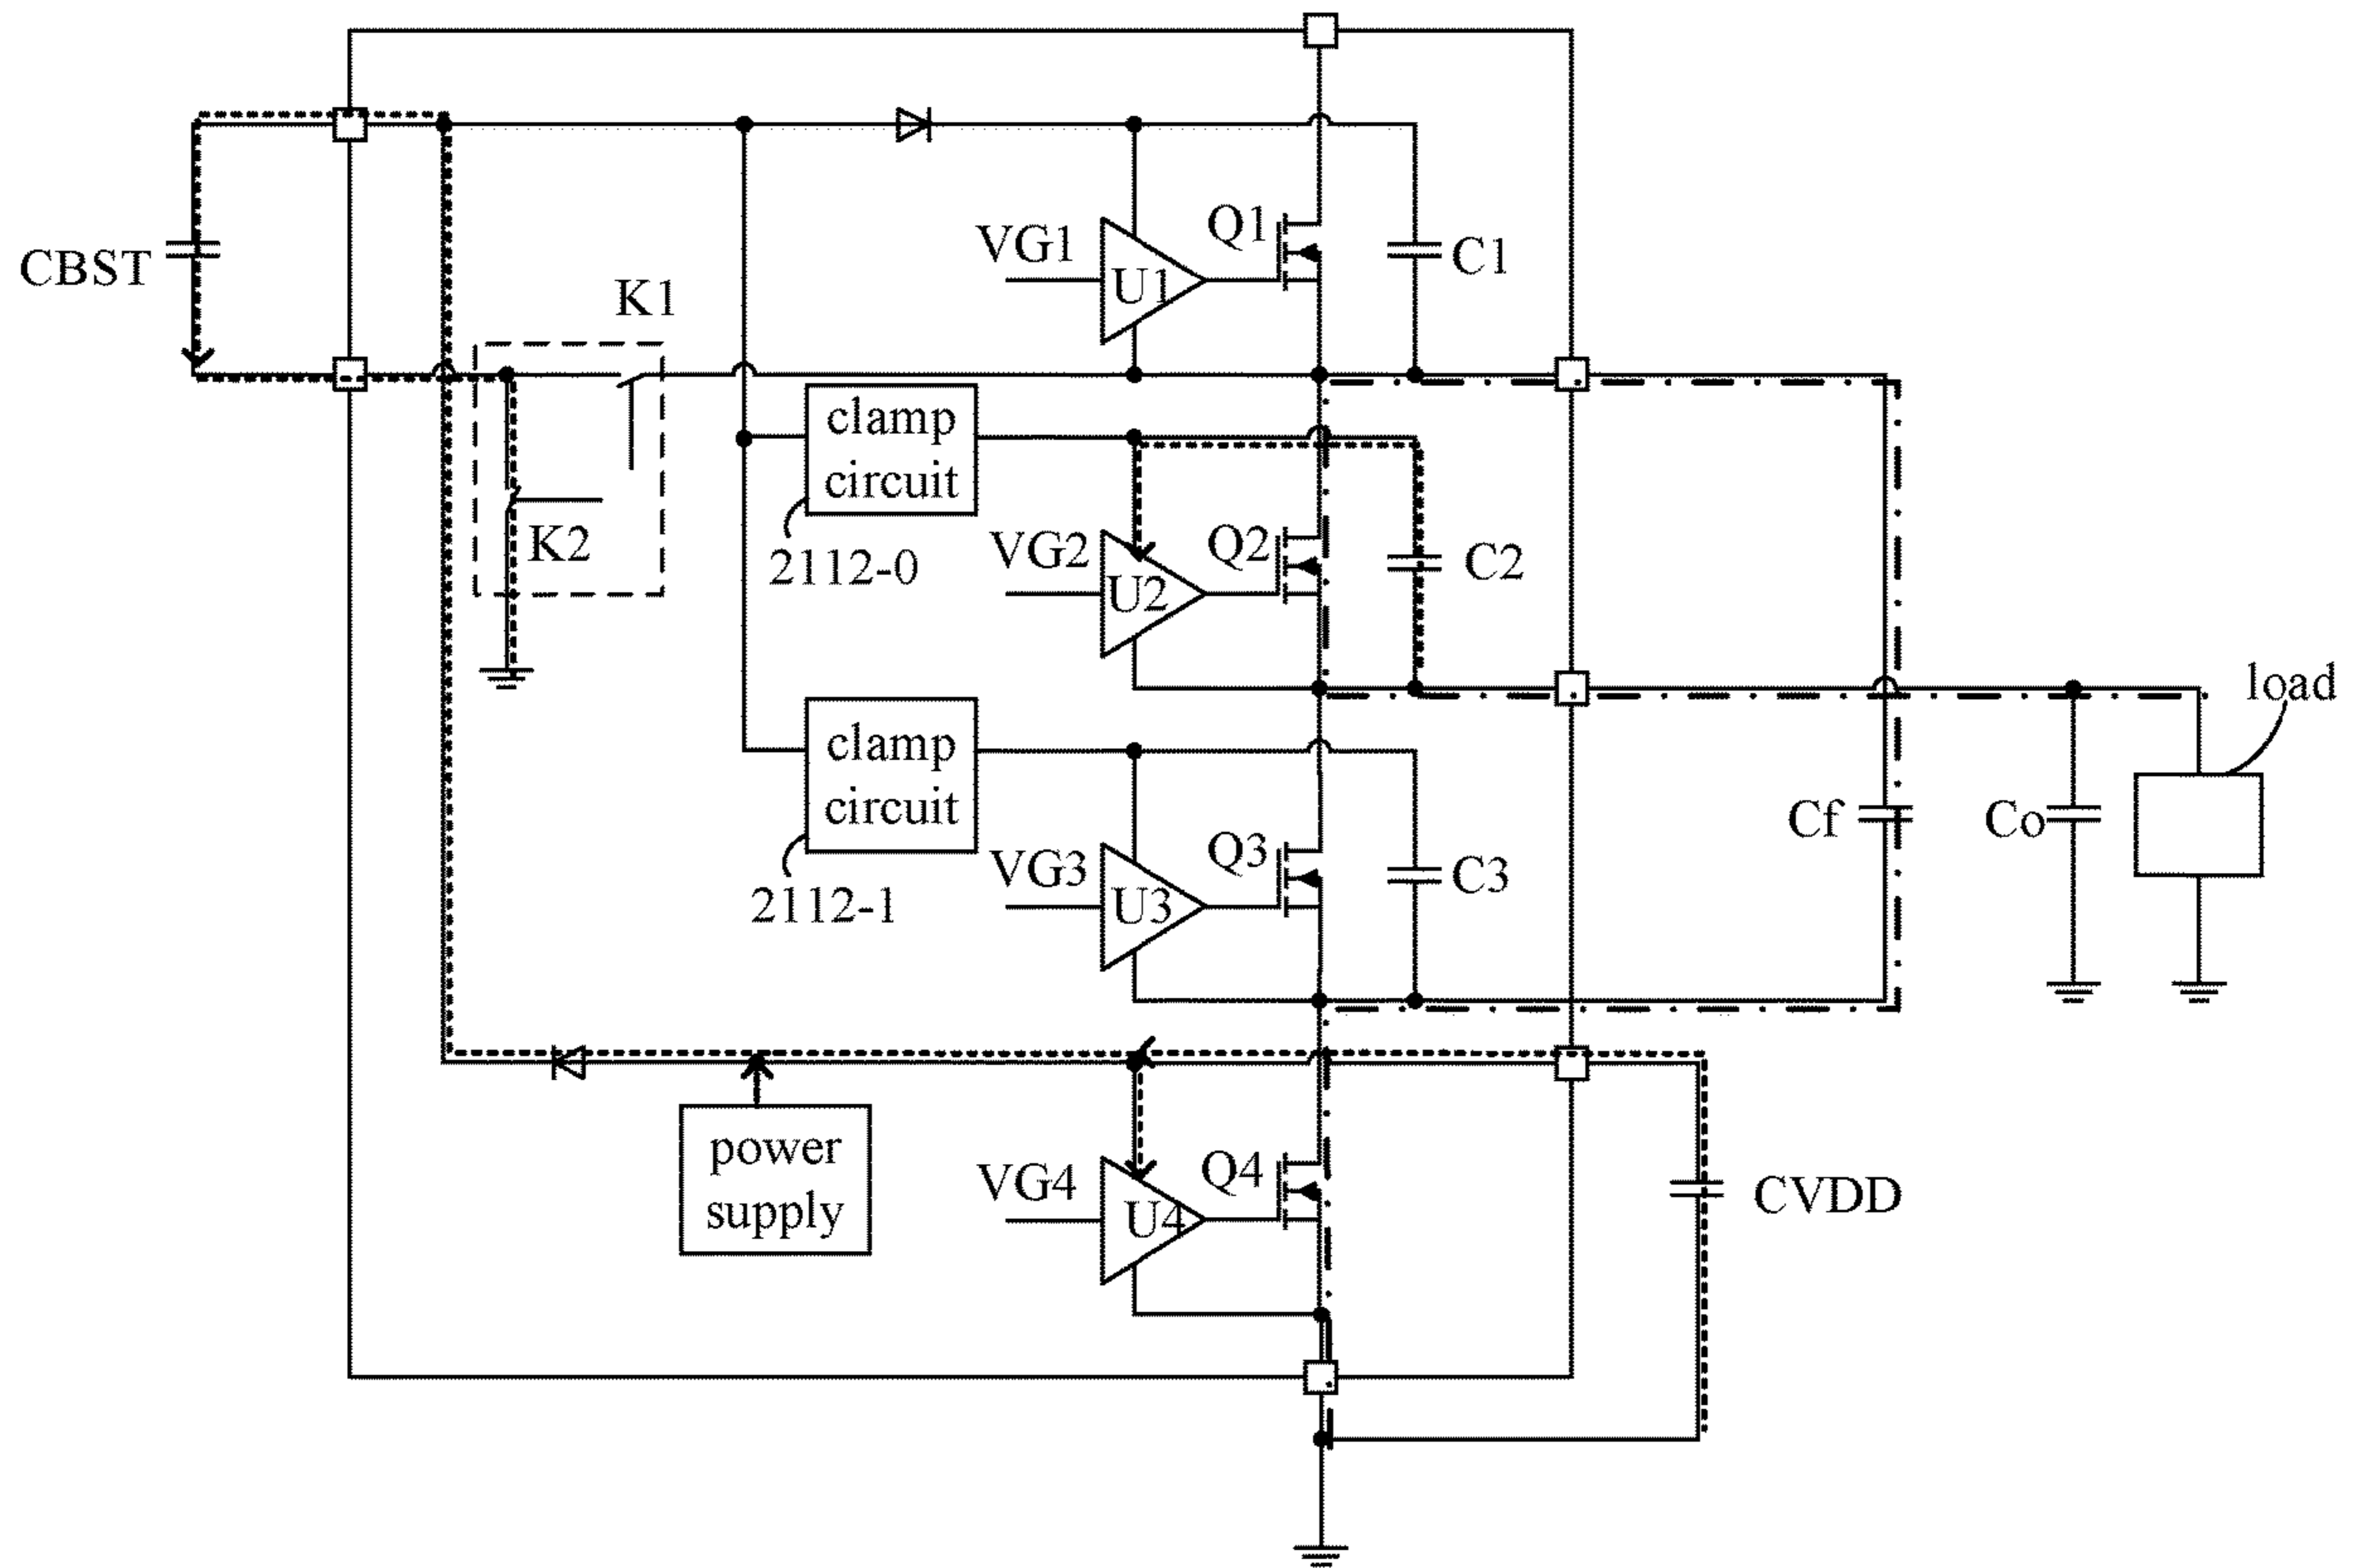 Q1
VG1
U1
C1
CBST
K1
clamp
circuit
K2
2112-0
VG2
Q2
U2
C2
load
clamp
circuit
2112-1
VG3
Q3
U3
C3
Cf
Co
power
supply
VG4
Q4
U4
CVDD